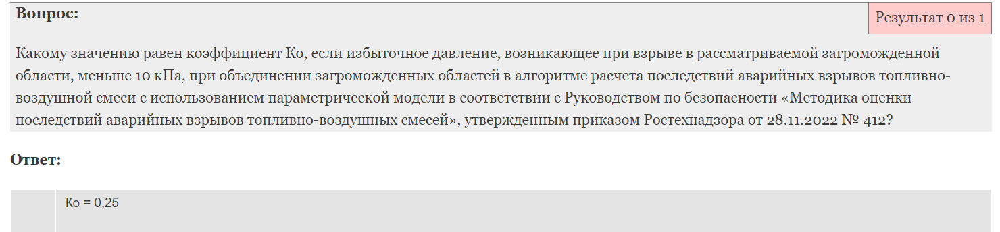 Вопрос:
Результат 0 из 1
Какому значению равен коэффициент Ко, если избыточное давление, возникающее при взрыве в рассматриваемой загроможденной
области, меньше 10 кПа, при объединении загроможденных областей в алгоритме расчета последствий аварийных взрывов топливно-
воздушной смеси с использованием параметрической модели в соответствии с Руководством по безопасности «Методика оценки
последствий аварийных взрывов топливно-воздушных смесей», утвержденным приказом Ростехнадзора от 28.11.2022 № 412?
Ответ:
Ко = 0,25